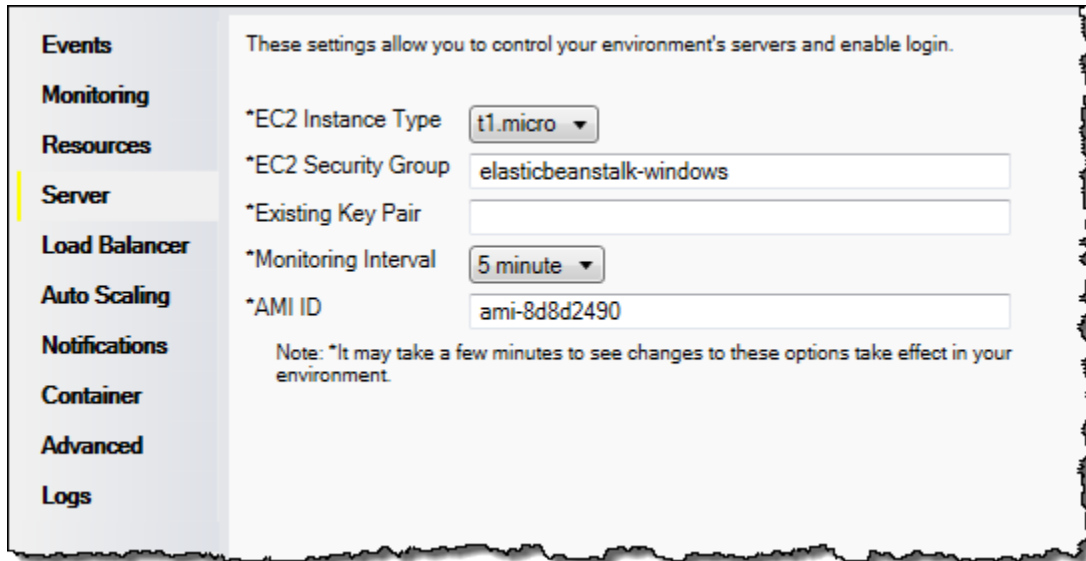 Events
Monitoring
Resources
Server
Load Balancer
Auto Scaling
Notifications
Container
Advanced
Logs
These settings allow you to control your environment's servers and enable login.
*EC2 Instance Type t1.micro
*EC2 Security Group elasticbeanstalk-windows
*Existing Key Pair
*Monitoring Interval 5 minute
*AMI ID ami-8d8d2490
Note: *It may take a few minutes to see changes to these options take effect in your
environment.